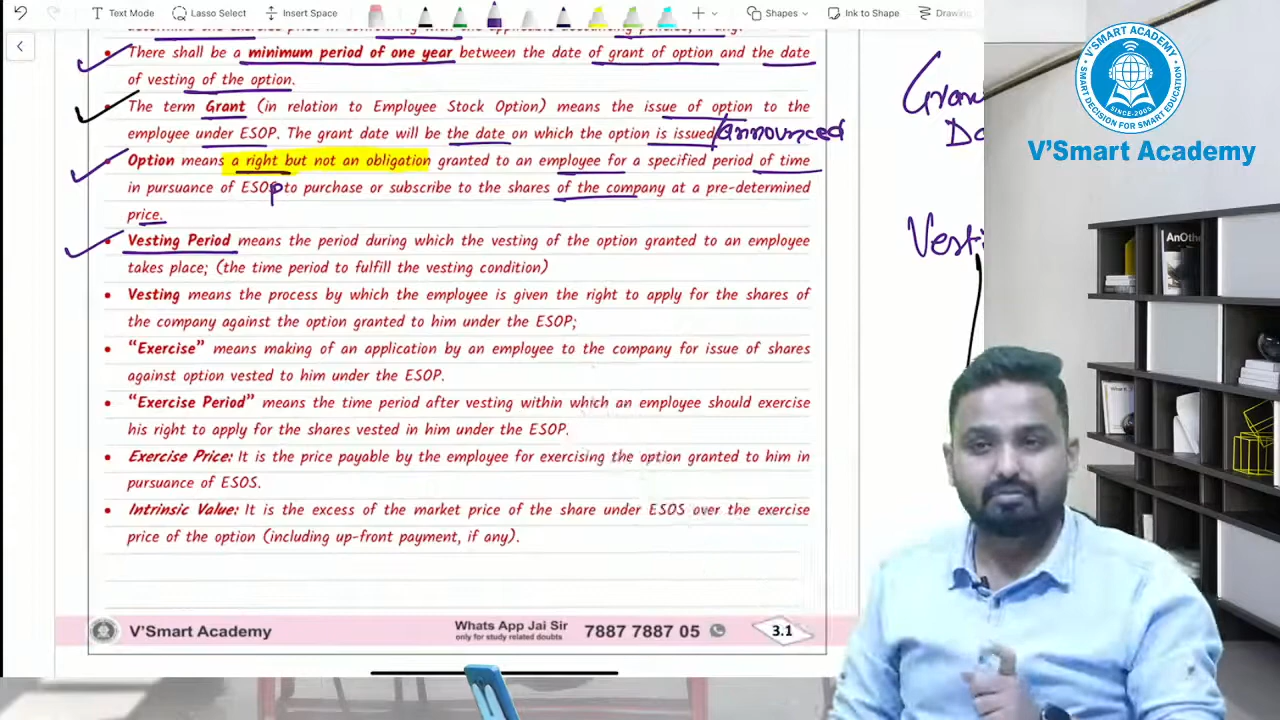 Text Mode Lasso Select Insert Space Shapes Ink to Shape Drawing
There shall be a minimum period of one year between the date of grant of option and the date
of vesting of the option.
The term Grant (in relation to Employee Stock Option) means the issue of option to the
employee under ESOP. The grant date will be the date on which the option is issued/announced
Option means a right but not an obligation granted to an employee for a specified period of time
in pursuance of ESOP to purchase or subscribe to the shares of the company at a pre-determined
price.
Vesting Period means the period during which the vesting of the option granted to an employee
takes place; (the time period to fulfill the vesting condition)
Vesting means the process by which the employee is given the right to apply for the shares of
the company against the option granted to him under the ESOP;
“Exercise” means making of an application by an employee to the company for issue of shares
against option vested to him under the ESOP.
“Exercise Period” means the time period after vesting within which an employee should exercise
his right to apply for the shares vested in him under the ESOP.
Exercise Price: It is the price payable by the employee for exercising the option granted to him in
pursuance of ESOS.
Intrinsic Value: It is the excess of the market price of the share under ESOS over the exercise
price of the option (including up-front payment, if any).
V'Smart Academy
Whats App Jai Sir
only for study related doubts
7887 7887 05
3.1
V'SMART ACADEMY
SMART DECISION FOR SMART EDUCATION
SINCE-2005
V'Smart Academy